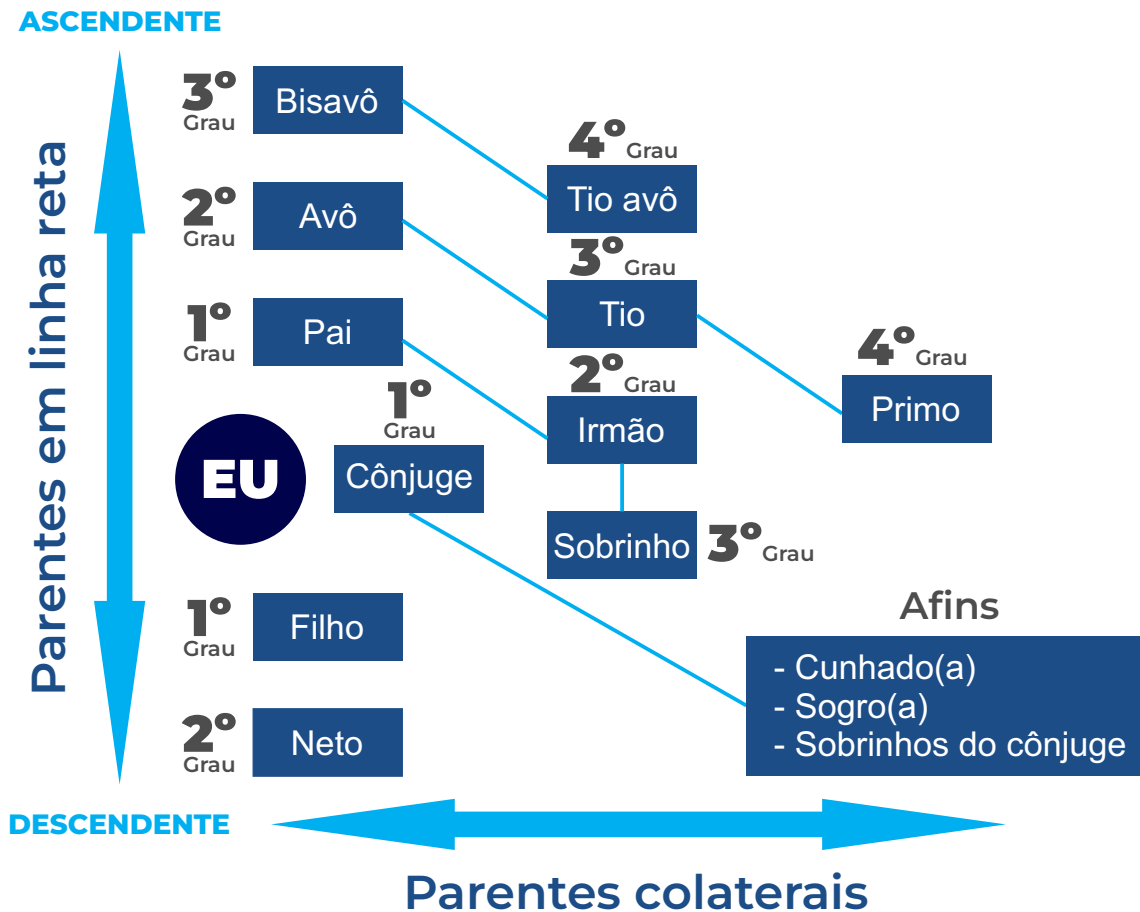 ASCENDENTE
Parentes em linha reta
3º
Grau
Bisavô
4º Grau
Tio avô
2º
Grau
Avô
3º Grau
Tio
1º
Grau
Pai
4º Grau
Primo
2º Grau
Irmão
1º
Grau
Cônjuge
EU
Sobrinho
3º Grau
1º
Grau
Filho
Afins
- Cunhado(a)
- Sogro(a)
- Sobrinhos do cônjuge
2º
Grau
Neto
DESCENDENTE
Parentes colaterais